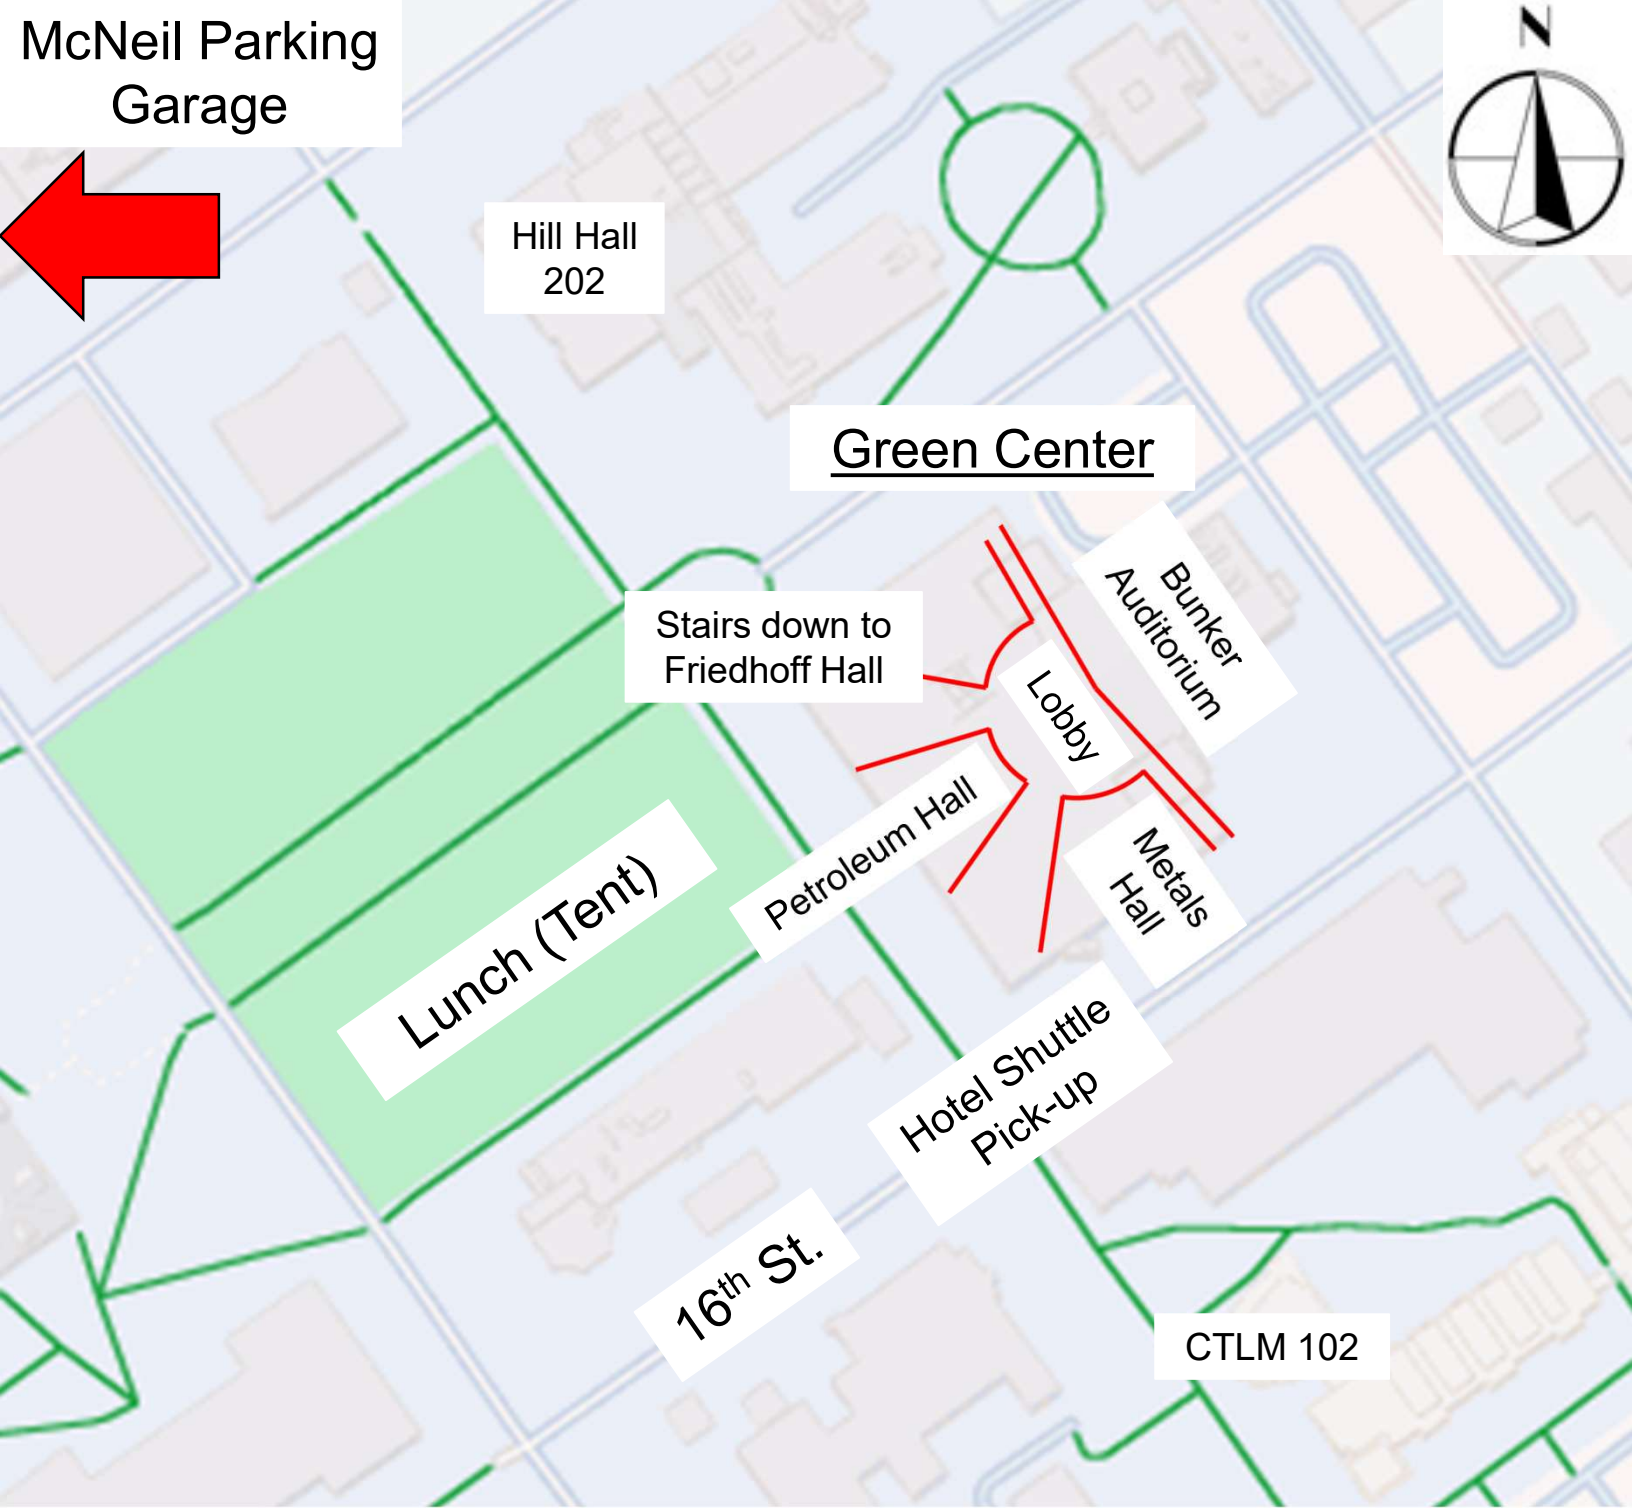 McNeil Parking
Garage
N
Hill Hall
202
Green Center
Bunker
Auditorium
Stairs down to
Friedhoff Hall
Lobby
Petroleum Hall
Metals
Hall
Lunch (Tent)
Hotel Shuttle
Pick-up
16th St.
CTLM 102